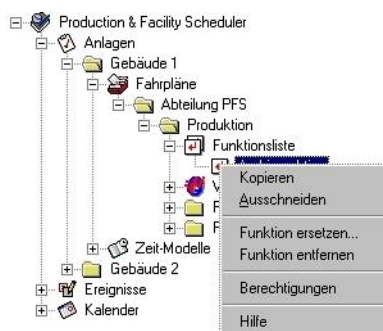 Production & Facility Scheduler
Anlagen
Gebäude 1
Fahrpläne
Abteilung PFS
Produktion
Funktionsliste
V
Kopieren
Ausschneiden
F
Funktion ersetzen...
F
Funktion entfernen
Zeit-Modelle
Gebäude 2
Berechtigungen
Ereignisse
Kalender
Hilfe